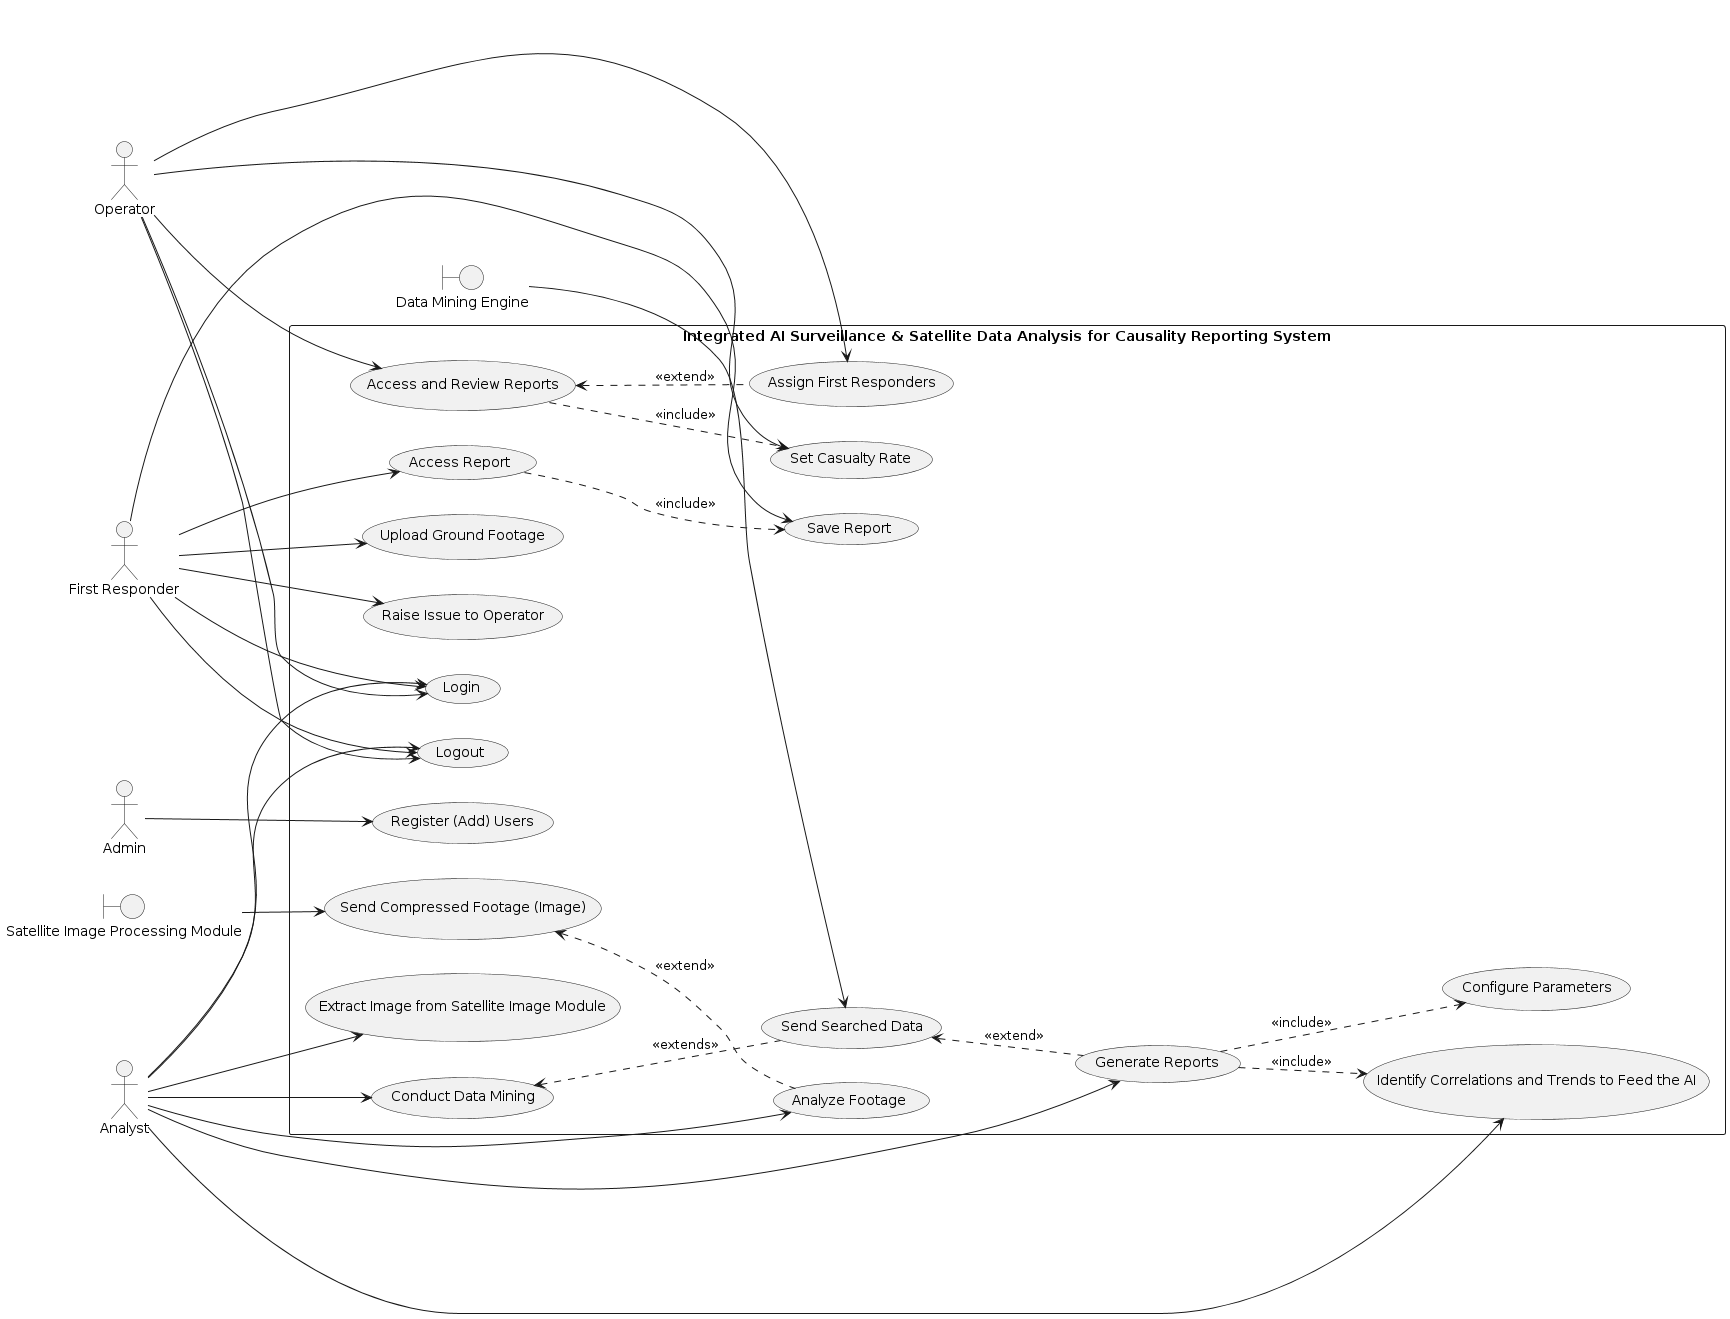 Operator
Data Mining Engine
Integrated AI Surveillance & Satellite Data Analysis for Causality Reporting System
Access and Review Reports
«extend»
Assign First Responders
«include»
Set Casualty Rate
Access Report
«include»
Save Report
Upload Ground Footage
First Responder
Raise Issue to Operator
Login
Logout
Admin
Register (Add) Users
Satellite Image Processing Module
Send Compressed Footage (Image)
«extend»
Extract Image from Satellite Image Module
Send Searched Data
«extends»
«extend»
Configure Parameters
«include»
Generate Reports
«include»
Identify Correlations and Trends to Feed the AI
Conduct Data Mining
Analyze Footage
Analyst